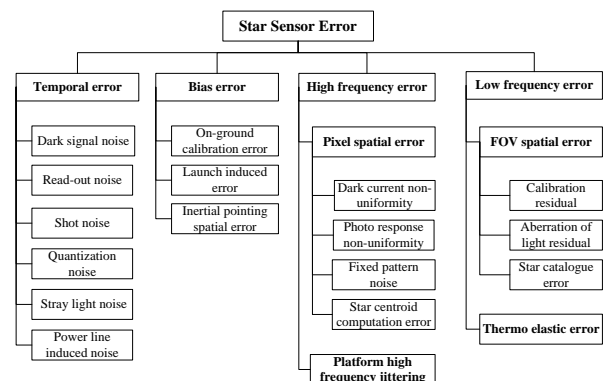 Star Sensor Error
Temporal error
Dark signal noise
Read-out noise
Shot noise
Quantization
noise
Stray light noise
Power line
induced noise
Bias error
On-ground
calibration error
Launch induced
error
Inertial pointing
spatial error
High frequency error
Pixel spatial error
Dark current non-
uniformity
Photo response
non-uniformity
Fixed pattern
noise
Star centroid
computation error
Platform high
frequency jittering
Low frequency error
FOV spatial error
Calibration
residual
Aberration of
light residual
Star catalogue
error
Thermo elastic error